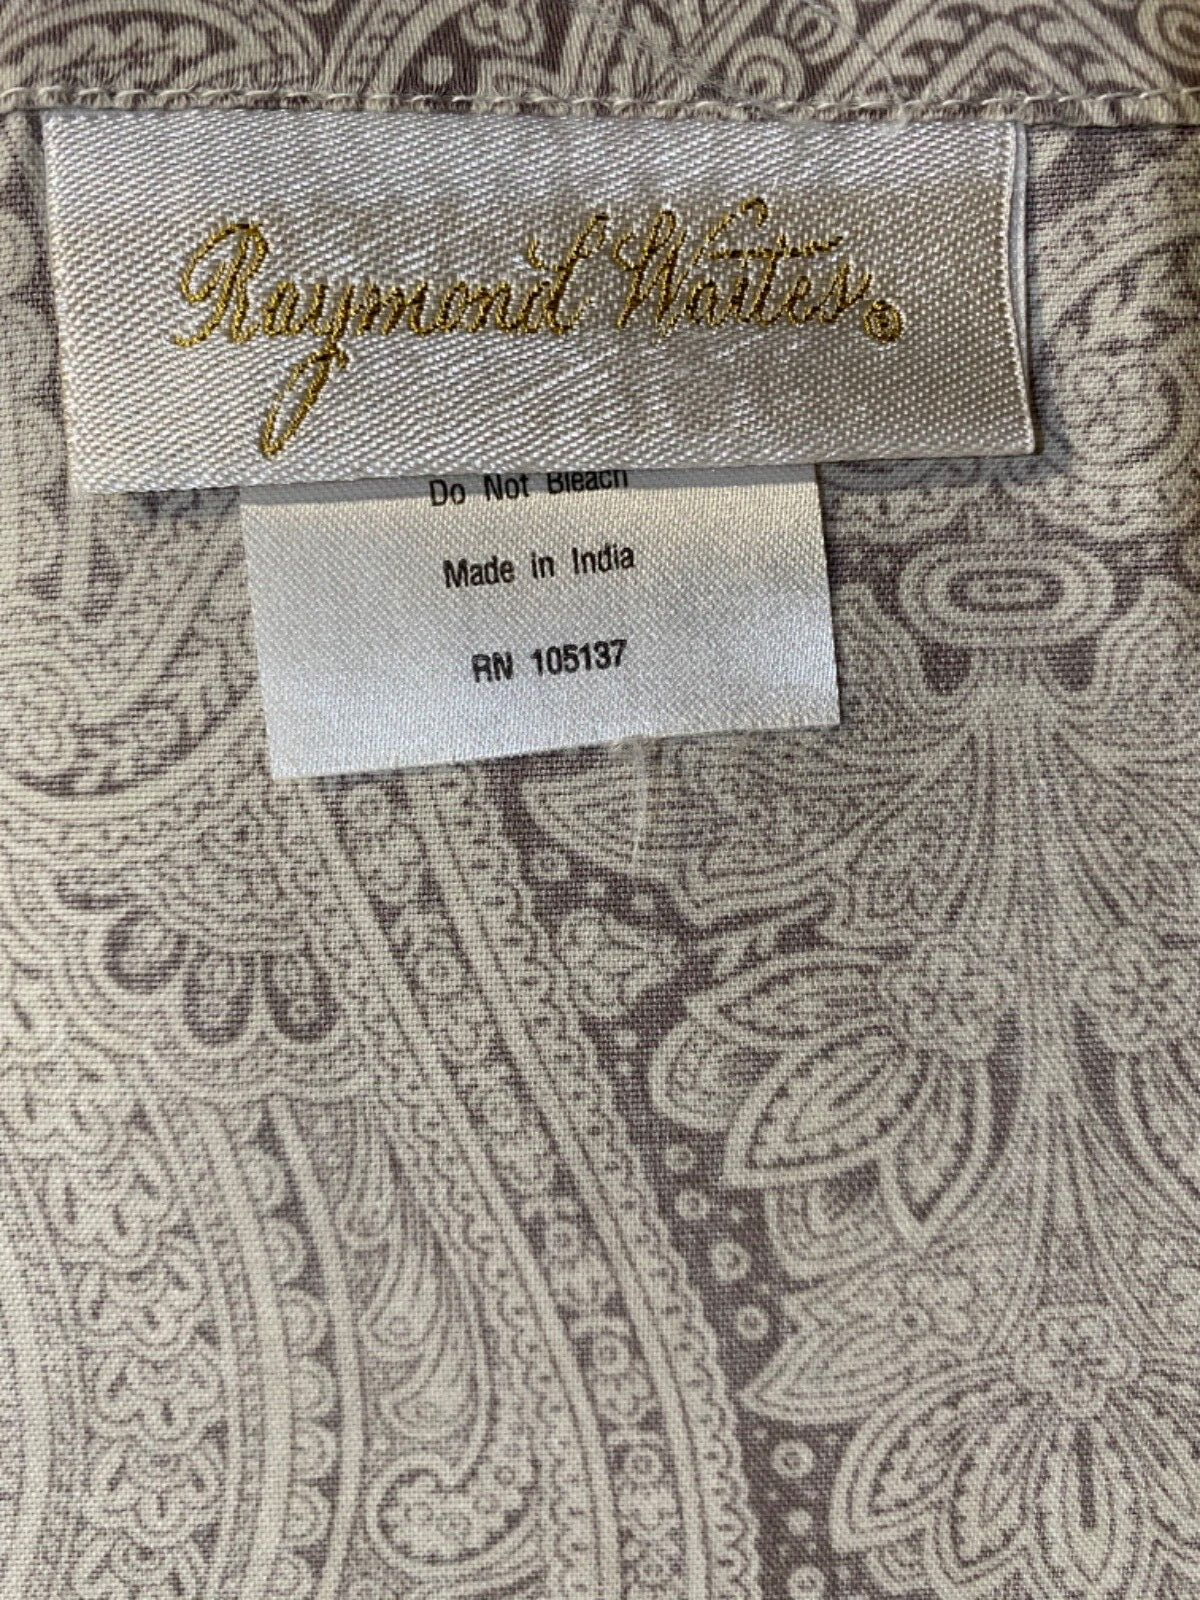 Raymond Waites®
Do Not Bleach
Made in India
RN 105137